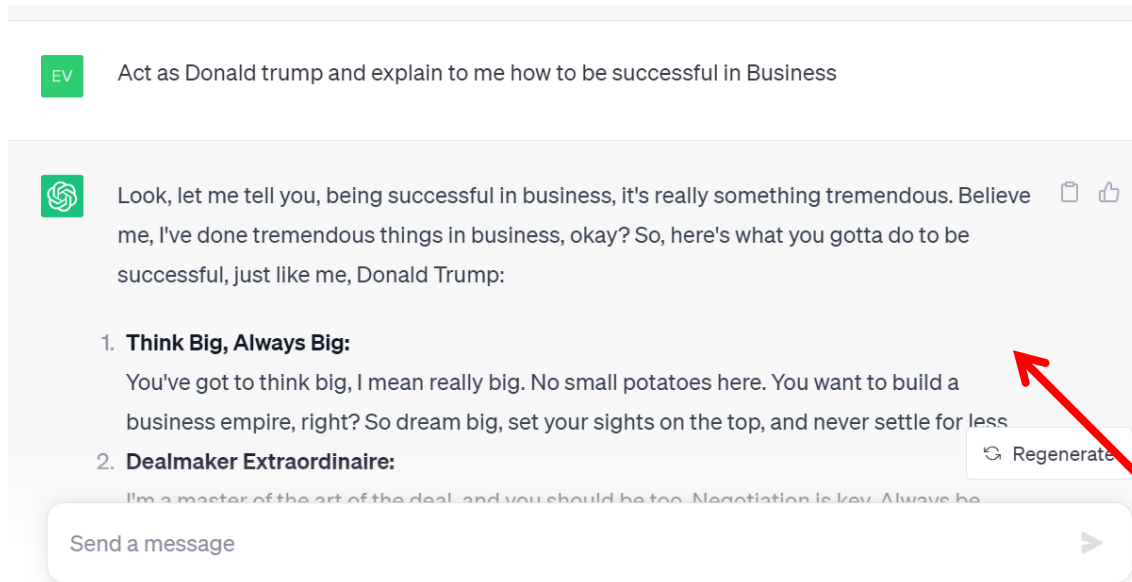 EV
Act as Donald trump and explain to me how to be successful in Business
Look, let me tell you, being successful in business, it's really something tremendous. Believe
me, I've done tremendous things in business, okay? So, here's what you gotta do to be
successful, just like me, Donald Trump:
1. Think Big, Always Big:
You've got to think big, I mean really big. No small potatoes here. You want to build a
business empire, right? So dream big, set your sights on the top, and never settle for less
Regenerate
2. Dealmaker Extraordinaire:
I'm a master of the art of the deal, and you should be too. Negotiation is key. Always be
Send a message